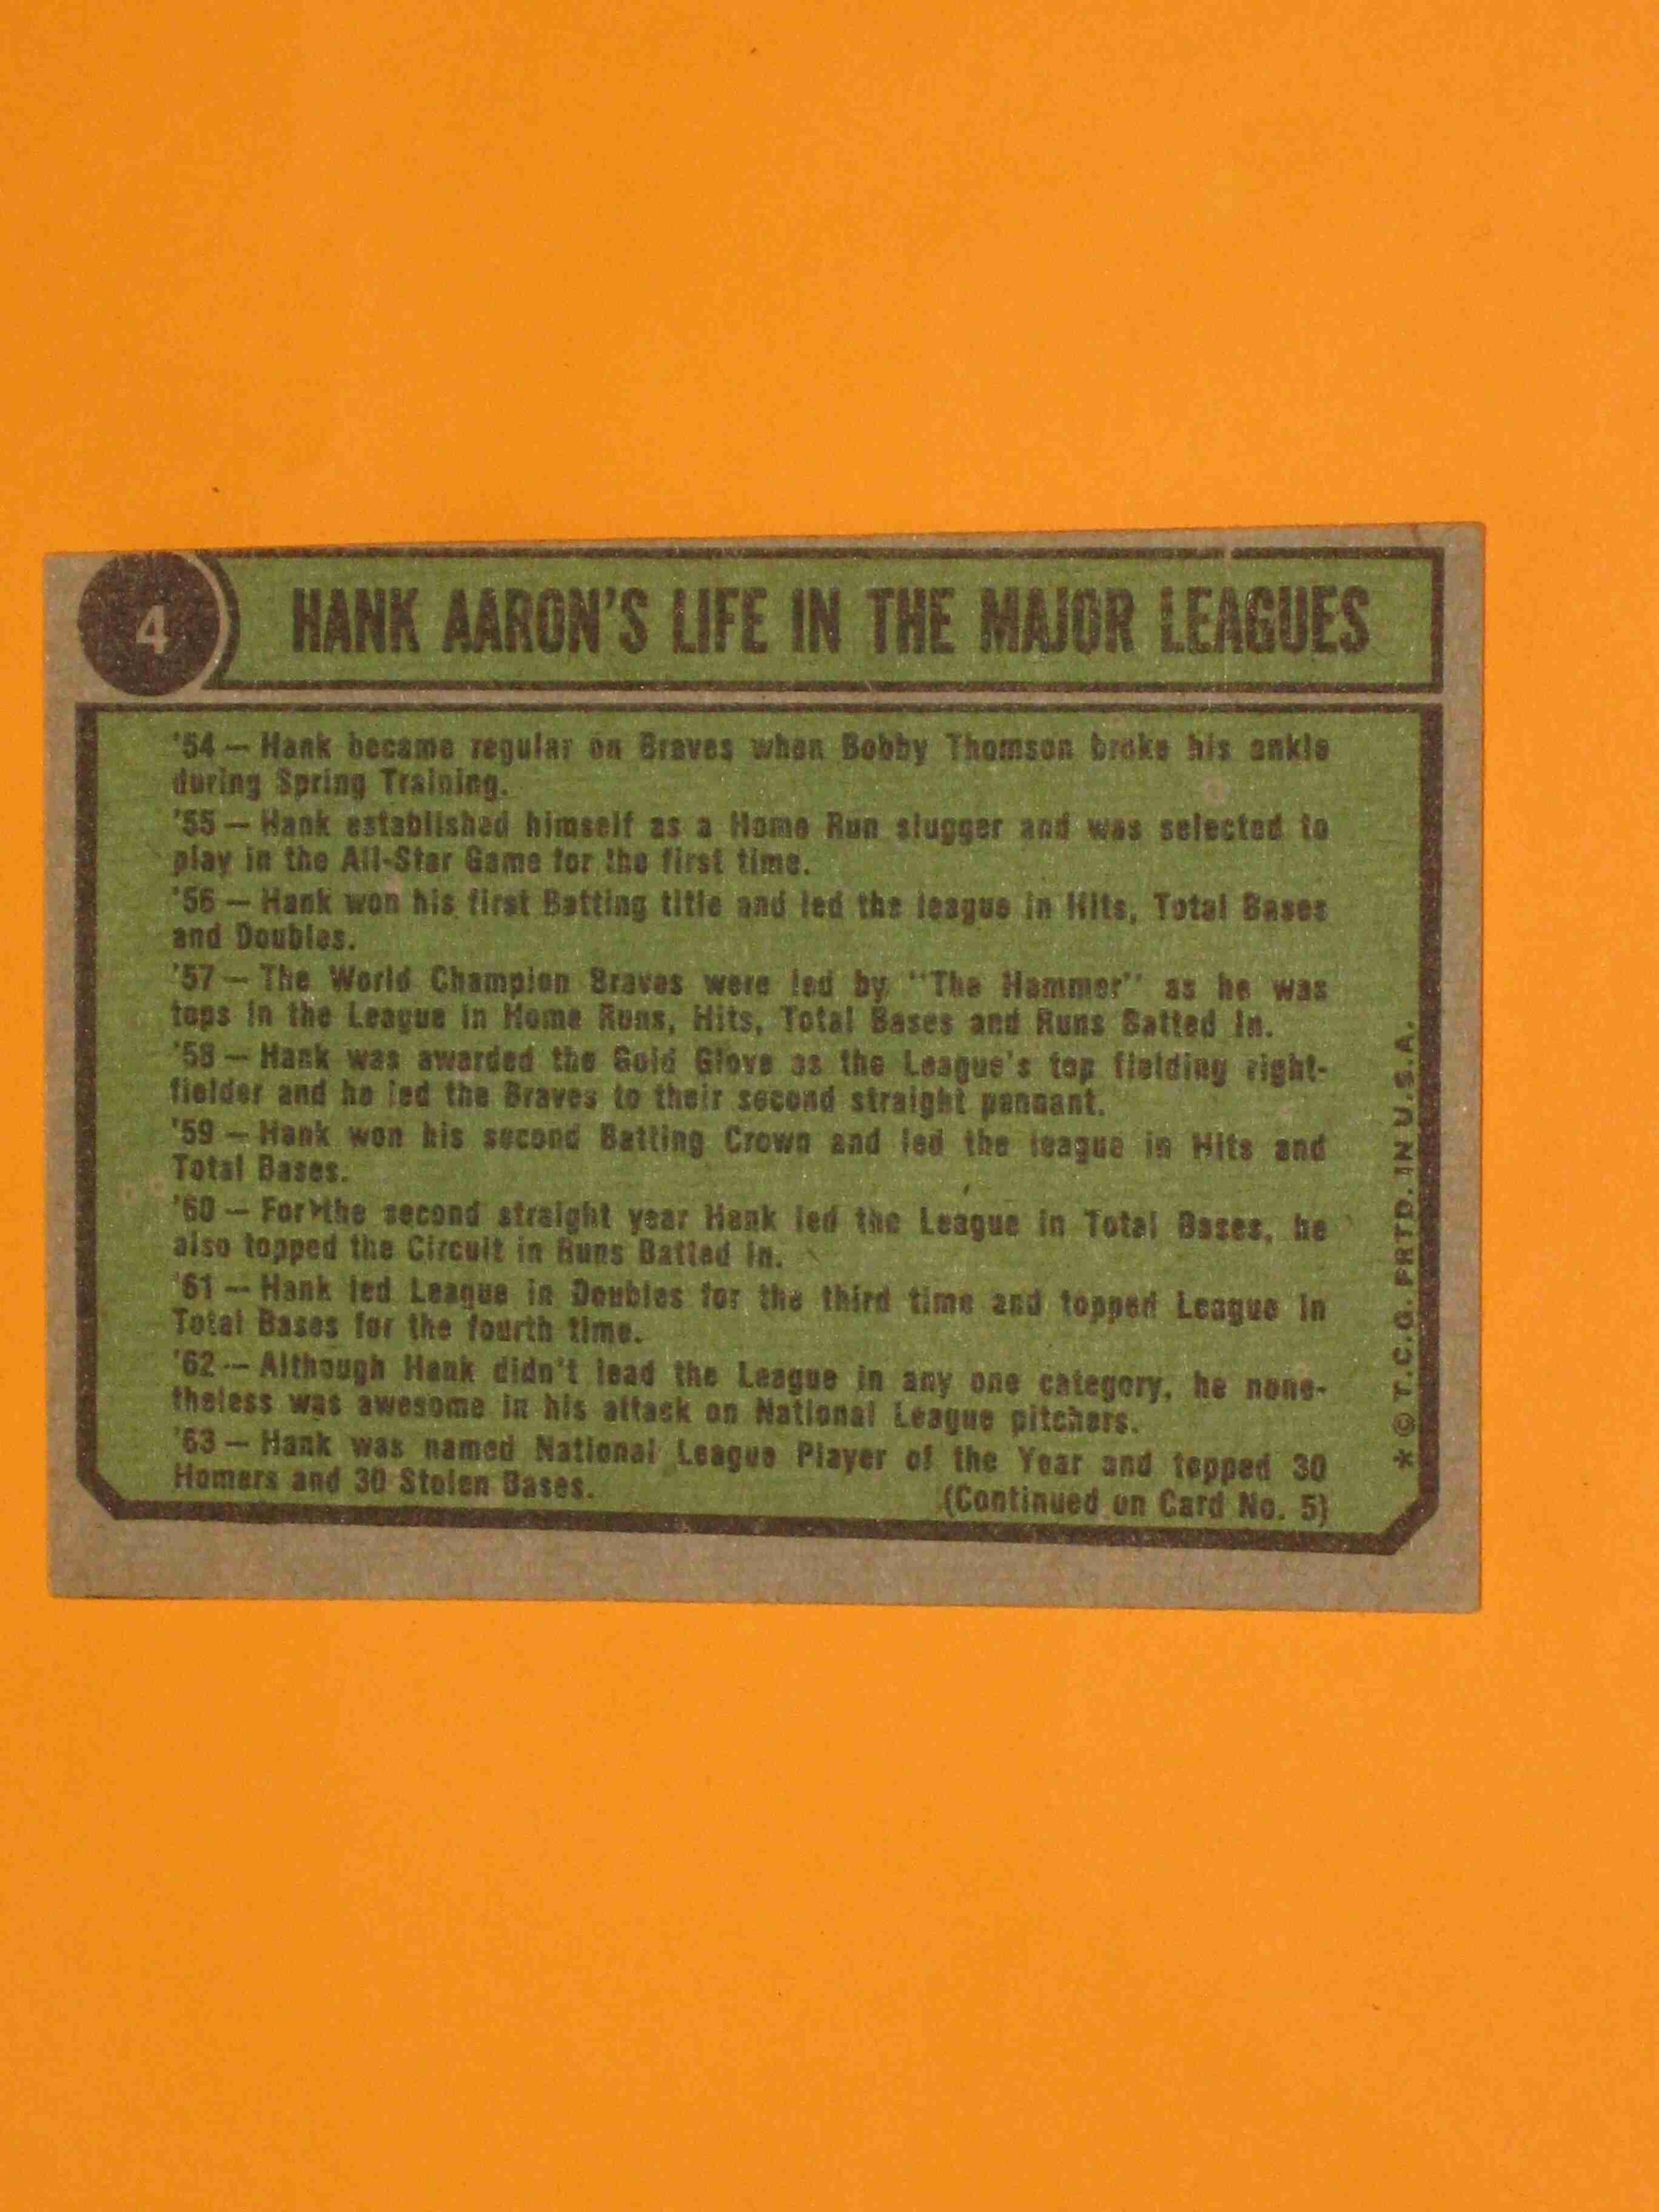 4
HANK AARON'S LIFE IN THE MAJOR LEAGUES
'54 — Hank became regular on Braves when Bobby Thomson broke his ankle
during Spring Training.
'55 — Hank established himself as a Home Run slugger and was selected to
play in the All-Star Game for the first time.
'56 — Hank won his first Batting title and led the league in Hits, Total Bases
and Doubles.
'57 — The World Champion Braves were led by "The Hammer" as he was
tops in the League in Home Runs, Hits, Total Bases and Runs Batted In.
'58 — Hank was awarded the Gold Glove as the League's top fielding right-
fielder and he led the Braves to their second straight pennant.
'59 — Hank won his second Batting Crown and led the league in Hits and
Total Bases.
'60 — For the second straight year Hank led the League in Total Bases, he
also topped the Circuit in Runs Batted In.
'61 — Hank led League in Doubles for the third time and topped League in
Total Bases for the fourth time.
'62 — Although Hank didn't lead the League in any one category, he none-
theless was awesome in his attack on National League pitchers.
'63 — Hank was named National League Player of the Year and topped 30
Homers and 30 Stolen Bases.
(Continued on Card No. 5)
* © T.C.G. PRTD. IN U.S.A.